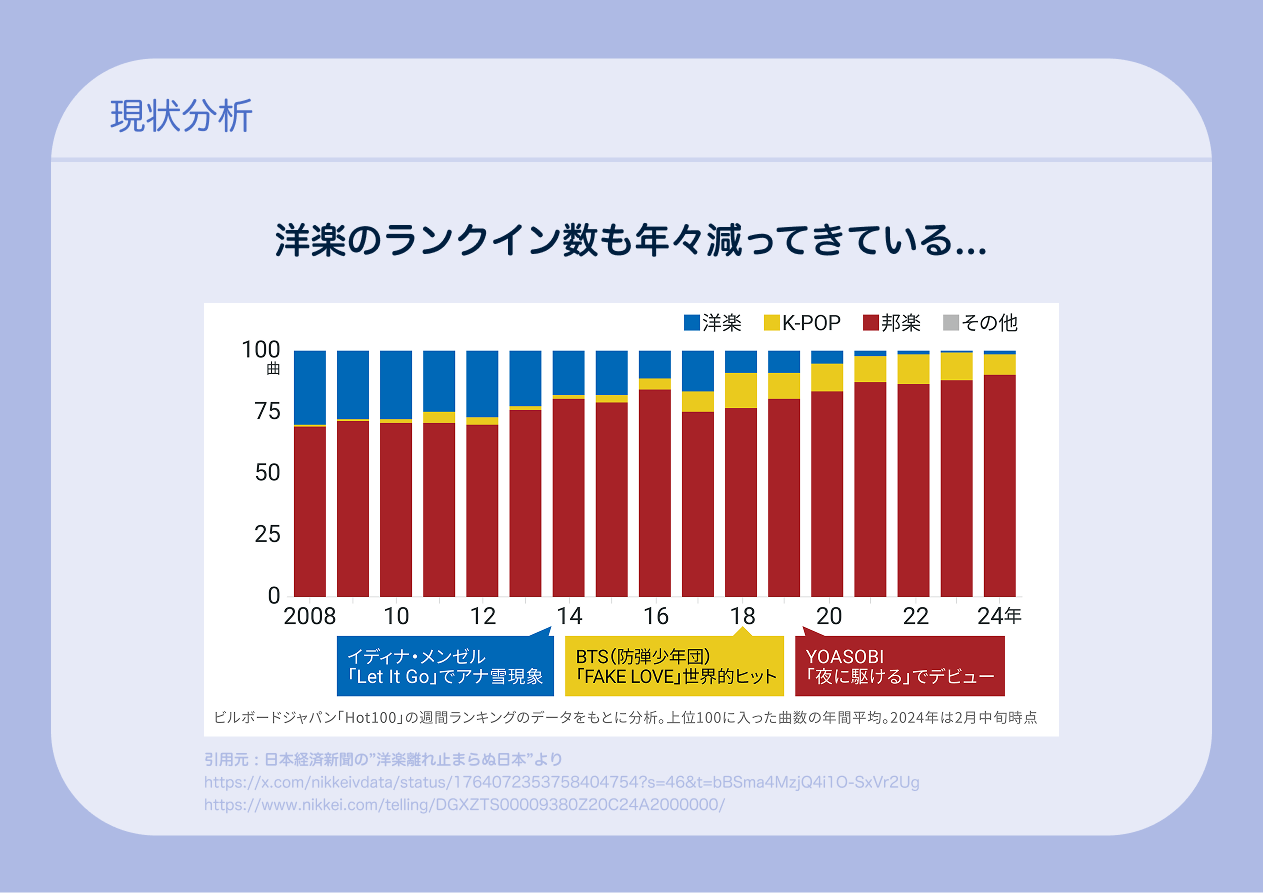 現状分析
洋楽のランクイン数も年々減ってきている...
洋楽 K-POP 邦楽 その他
100
曲
75
50
25
0
2008 10 12 14 16 18 20 22 24年
イディナ・メンゼル
「Let It Go」でアナ雪現象
BTS(防弾少年団)
「FAKE LOVE」世界的ヒット
YOASOBI
「夜に駆ける」でデビュー
ビルボードジャパン「Hot100」の週間ランキングのデータをもとに分析。上位100に入った曲数の年間平均。2024年は2月中旬時点
引用元：日本経済新聞の”洋楽離れ止まらぬ日本”より
https://x.com/nikkeivdata/status/1764072353758404754?s=46&t=bBSma4MzjQ4i1O-SxVr2Ug
https://www.nikkei.com/telling/DGXZTS00009380Z20C24A2000000/